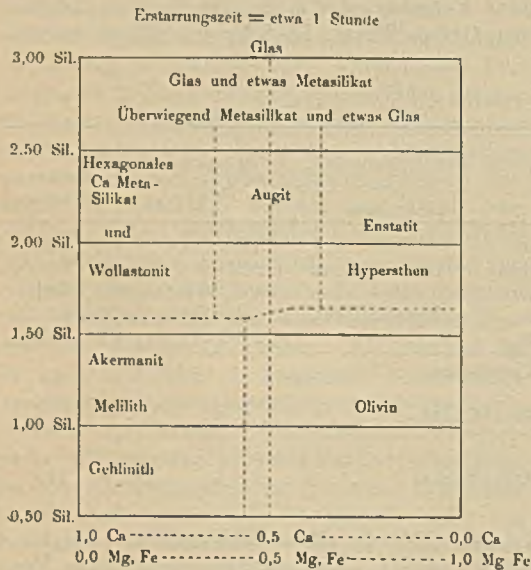 Erstarrungszeit = etwa 1 Stunde
Glas
3,00 Sil.
Glas und etwas Metasilikat
Überwiegend Metasilikat und etwas Glas
2.50 Sil.
Hexagonales
Ca Meta-
Silikat
Augit
und
Enstatit
2,00 Sil.
Wollastonit
Hypersthen
1,50 Sil.
Akermanit
Melilith
Olivin
1,00 Sil.
Gehlinith
0,50 Sil.
1,0 Ca 0,5 Ca 0,0 Ca
0,0 Mg, Fe 0,5 Mg, Fe 1,0 Mg Fe